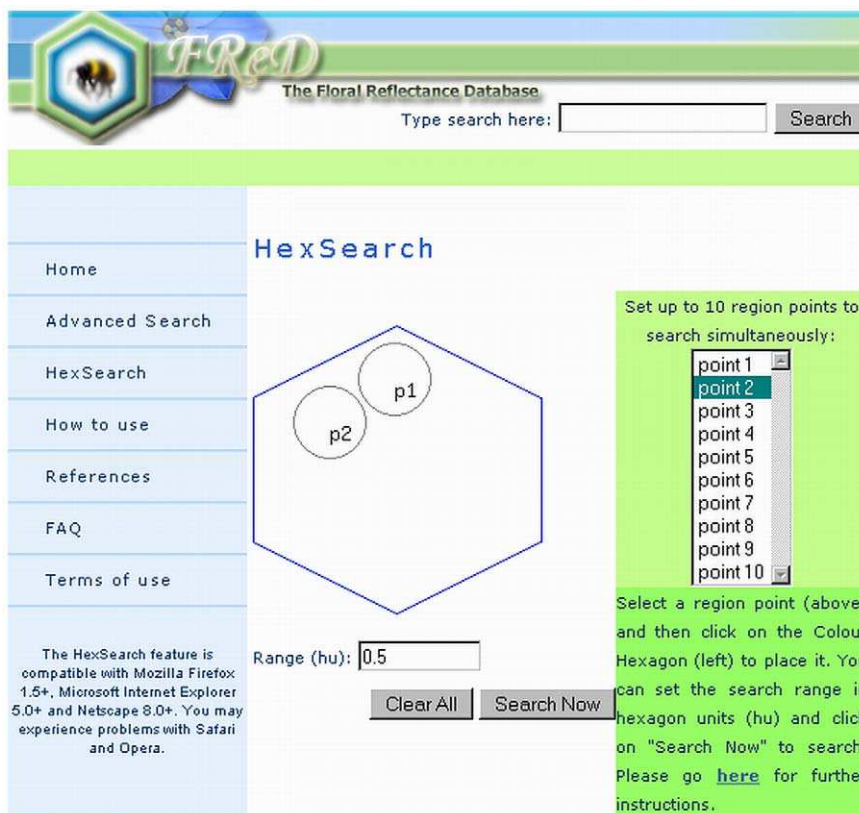 FReD
The Floral Reflectance Database
Type search here:
Search
Home
Advanced Search
HexSearch
How to use
References
FAQ
Terms of use
The HexSearch feature is
compatible with Mozilla Firefox
1.5+, Microsoft Internet Explorer
5.0+ and Netscape 8.0+. You may
experience problems with Safari
and Opera.
HexSearch
p1
p2
Range (hu): 0.5
Clear All
Search Now
Set up to 10 region points to
search simultaneously:
point 1
point 2
point 3
point 4
point 5
point 6
point 7
point 8
point 9
point 10
Select a region point (above
and then click on the Colou
Hexagon (left) to place it. Yo
can set the search range i
hexagon units (hu) and clic
on "Search Now" to search
Please go here for furthe
instructions.